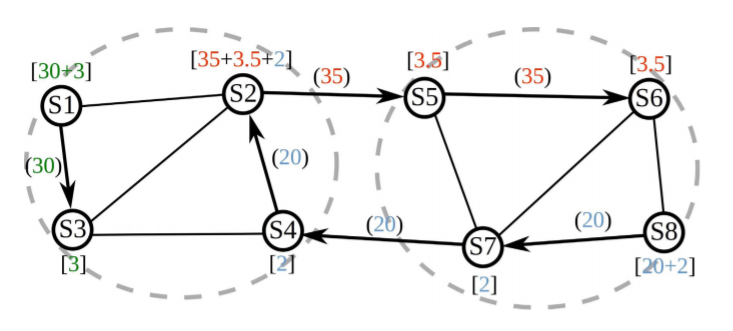 [30+3]
[35+3.5+2]
[3.5]
[3.5]
S1
S2
(35)
S5
(35)
S6
(30)
(20)
S3
S4
(20)
S7
(20)
S8
[3]
[2]
[2]
[20+2]